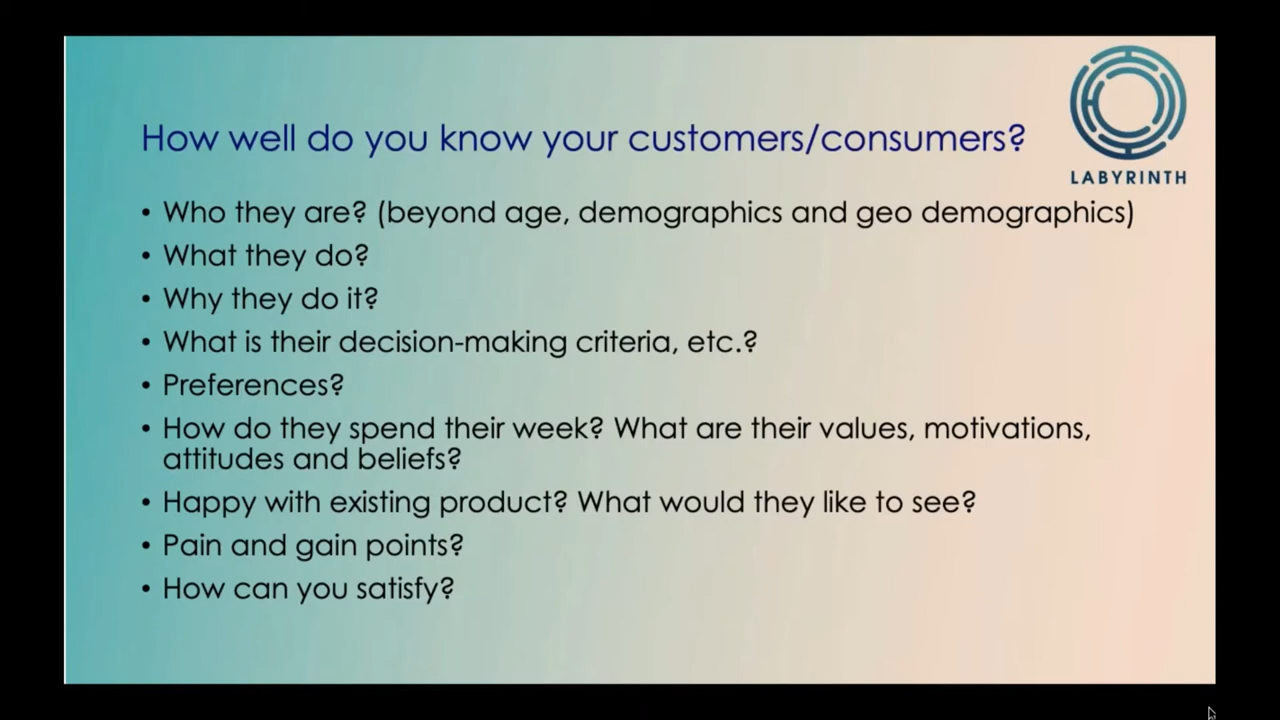 LABYRINTH
How well do you know your customers/consumers?
• Who they are? (beyond age, demographics and geo demographics)
• What they do?
• Why they do it?
• What is their decision-making criteria, etc.?
• Preferences?
• How do they spend their week? What are their values, motivations,
attitudes and beliefs?
• Happy with existing product? What would they like to see?
• Pain and gain points?
• How can you satisfy?